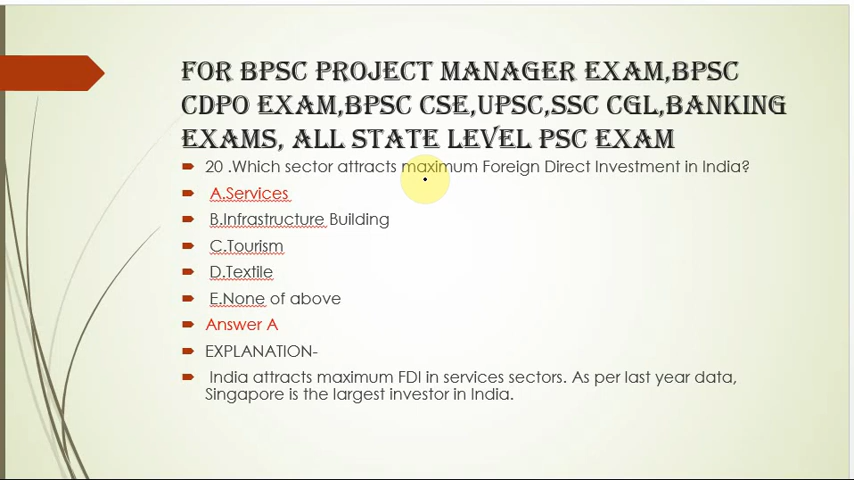 FOR BPSC PROJECT MANAGER EXAM,BPSC
CDPO EXAM,BPSC CSE,UPSC,SSC CGL,BANKING
EXAMS, ALL STATE LEVEL PSC EXAM
20 .Which sector attracts maximum Foreign Direct Investment in India?
A.Services
B.Infrastructure Building
C.Tourism
D.Textile
E.None of above
Answer A
EXPLANATION-
India attracts maximum FDI in services sectors. As per last year data,
Singapore is the largest investor in India.